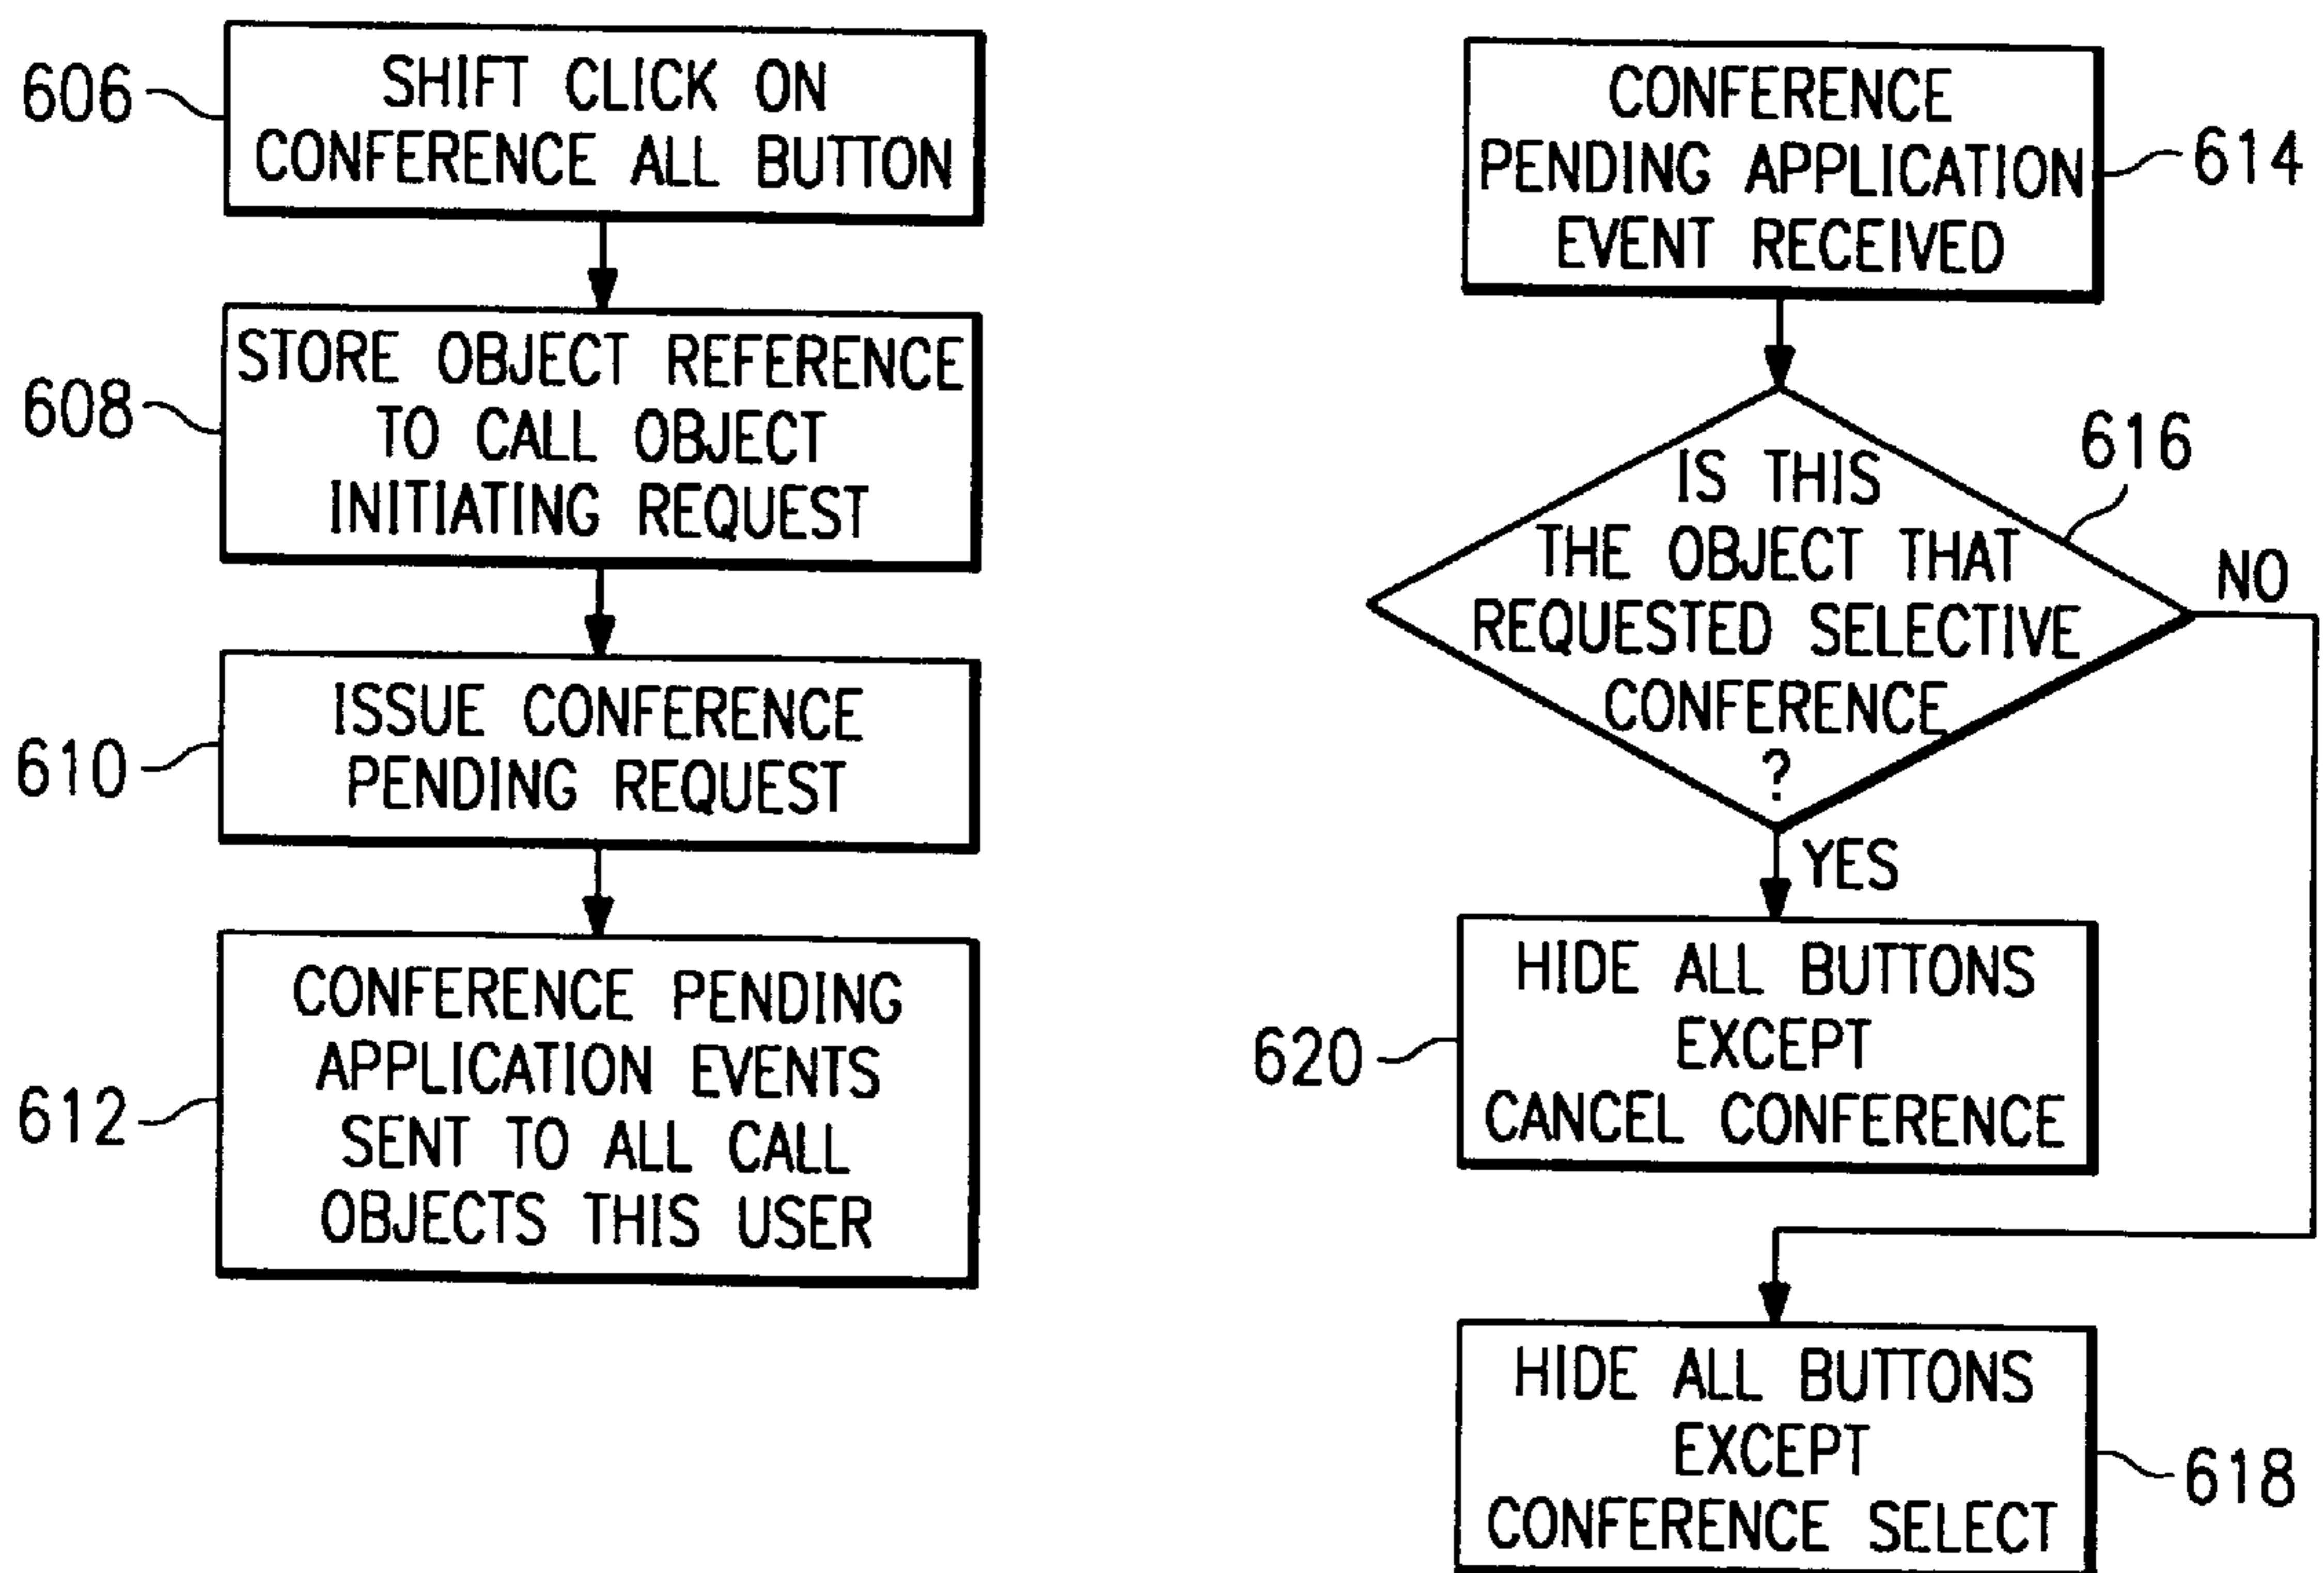 606
SHIFT CLICK ON
CONFERENCE ALL BUTTON
608
STORE OBJECT REFERENCE
TO CALL OBJECT
INITIATING REQUEST
610
ISSUE CONFERENCE
PENDING REQUEST
612
CONFERENCE PENDING
APPLICATION EVENTS
SENT TO ALL CALL
OBJECTS THIS USER
CONFERENCE
PENDING APPLICATION
EVENT RECEIVED
614
616
IS THIS
THE OBJECT THAT
REQUESTED SELECTIVE
CONFERENCE
?
NO
YES
620
HIDE ALL BUTTONS
EXCEPT
CANCEL CONFERENCE
HIDE ALL BUTTONS
EXCEPT
CONFERENCE SELECT
618